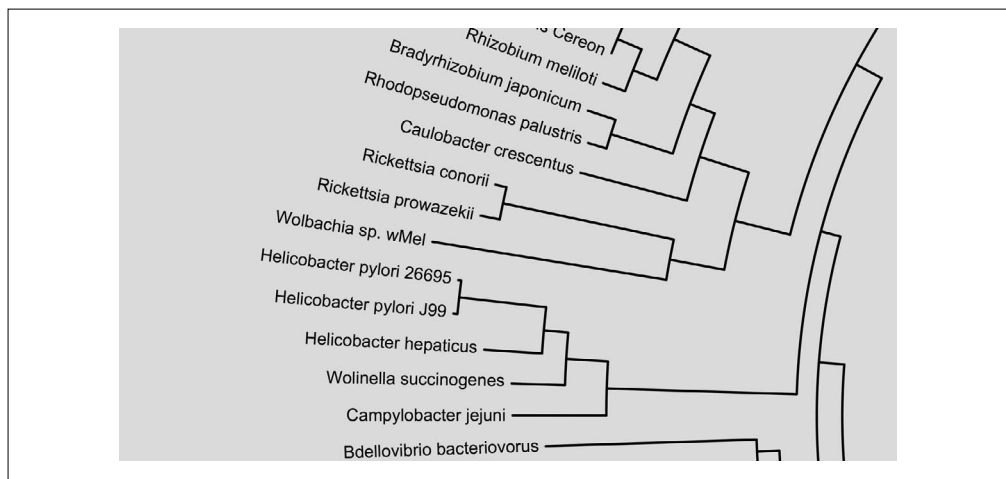 Cereon
Rhizobium meliloti
Bradyrhizobium japonicum
Rhodopseudomonas palustris
Caulobacter crescentus
Rickettsia conorii
Rickettsia prowazekii
Wolbachia sp. wMel
Helicobacter pylori 26695
Helicobacter pylori J99
Helicobacter hepaticus
Wolinella succinogenes
Campylobacter jejuni
Bdellovibrio bacteriovorus